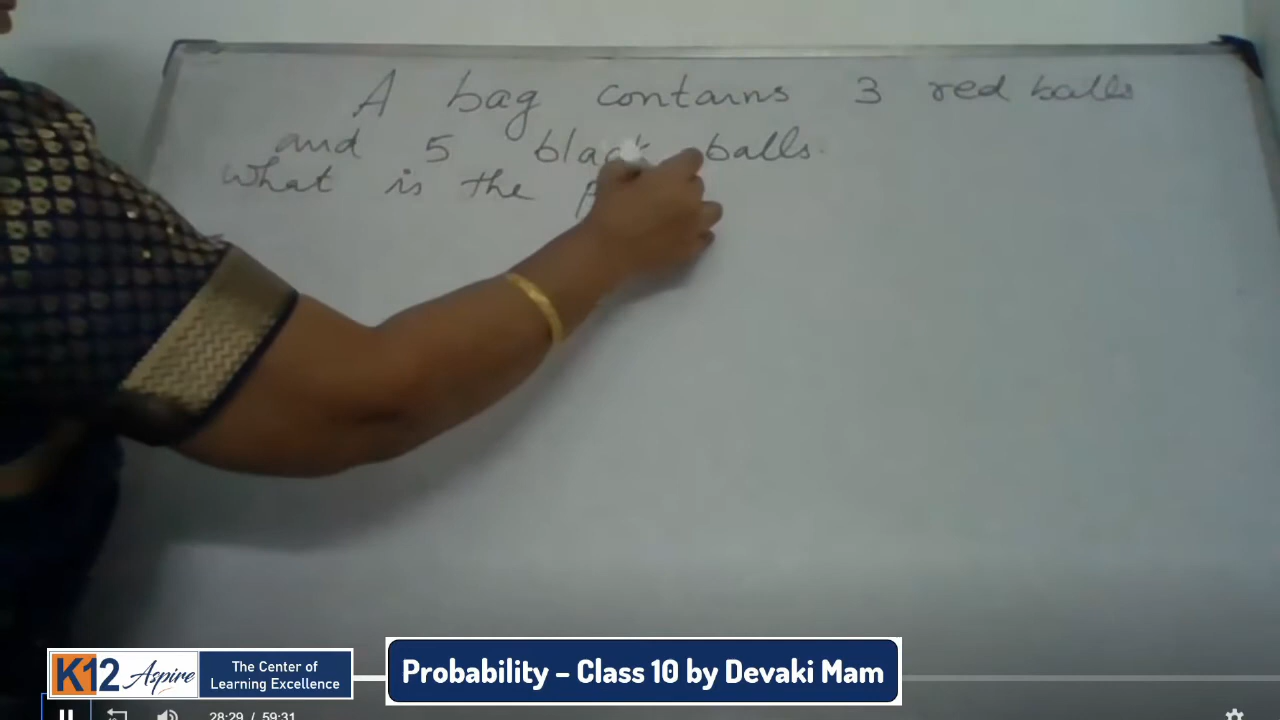 A bag contains 3 red balls
and 5 black balls.
What is the p
K12 Aspire
The Center of
Learning Excellence
Probability – Class 10 by Devaki Mam
28:29 / 59:31